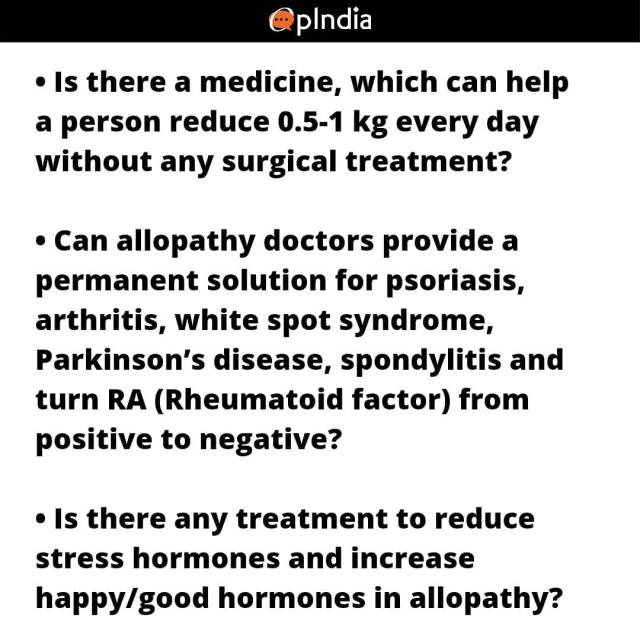 OpIndia
• Is there a medicine, which can help
a person reduce 0.5-1 kg every day
without any surgical treatment?
• Can allopathy doctors provide a
permanent solution for psoriasis,
arthritis, white spot syndrome,
Parkinson’s disease, spondylitis and
turn RA (Rheumatoid factor) from
positive to negative?
• Is there any treatment to reduce
stress hormones and increase
happy/good hormones in allopathy?